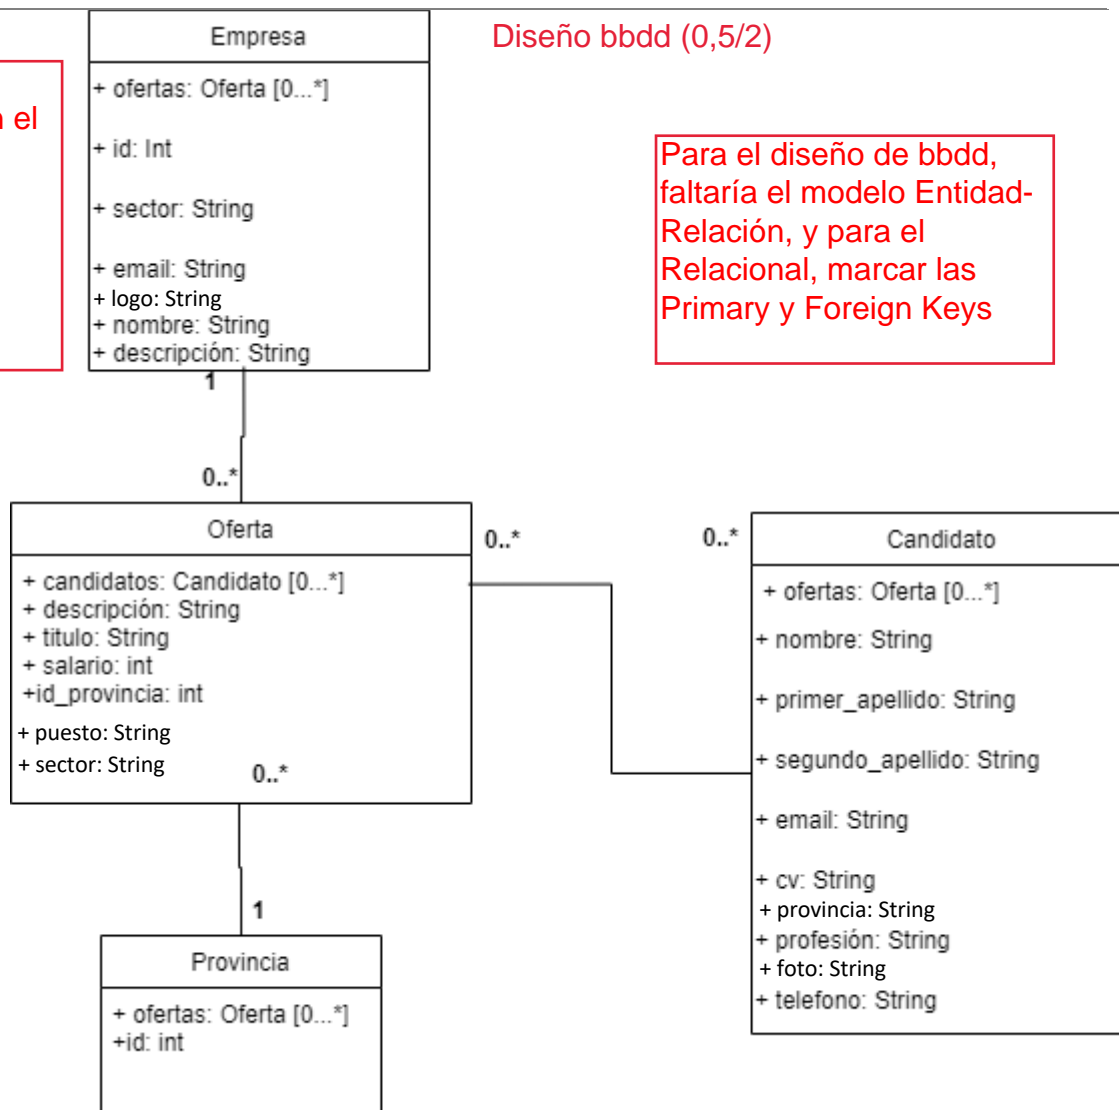 Empresa
+ ofertas: Oferta [0...*]
+ id: Int
+ sector: String
+ email: String
+ logo: String
+ nombre: String
+ descripción: String
Diseño bbdd (0,5/2)
el
Para el diseño de bbdd,
faltaría el modelo Entidad-
Relación, y para el
Relacional, marcar las
Primary y Foreign Keys
1
0..*
Oferta
+ candidatos: Candidato [0...*]
+ descripción: String
+ titulo: String
+ salario: int
+id_provincia: int
+ puesto: String
+ sector: String
0..*
0..*
0..*
Candidato
+ ofertas: Oferta [0...*]
+ nombre: String
+ primer_apellido: String
+ segundo_apellido: String
+ email: String
+ cv: String
+ provincia: String
+ profesión: String
+ foto: String
+ telefono: String
1
Provincia
+ ofertas: Oferta [0...*]
+id: int